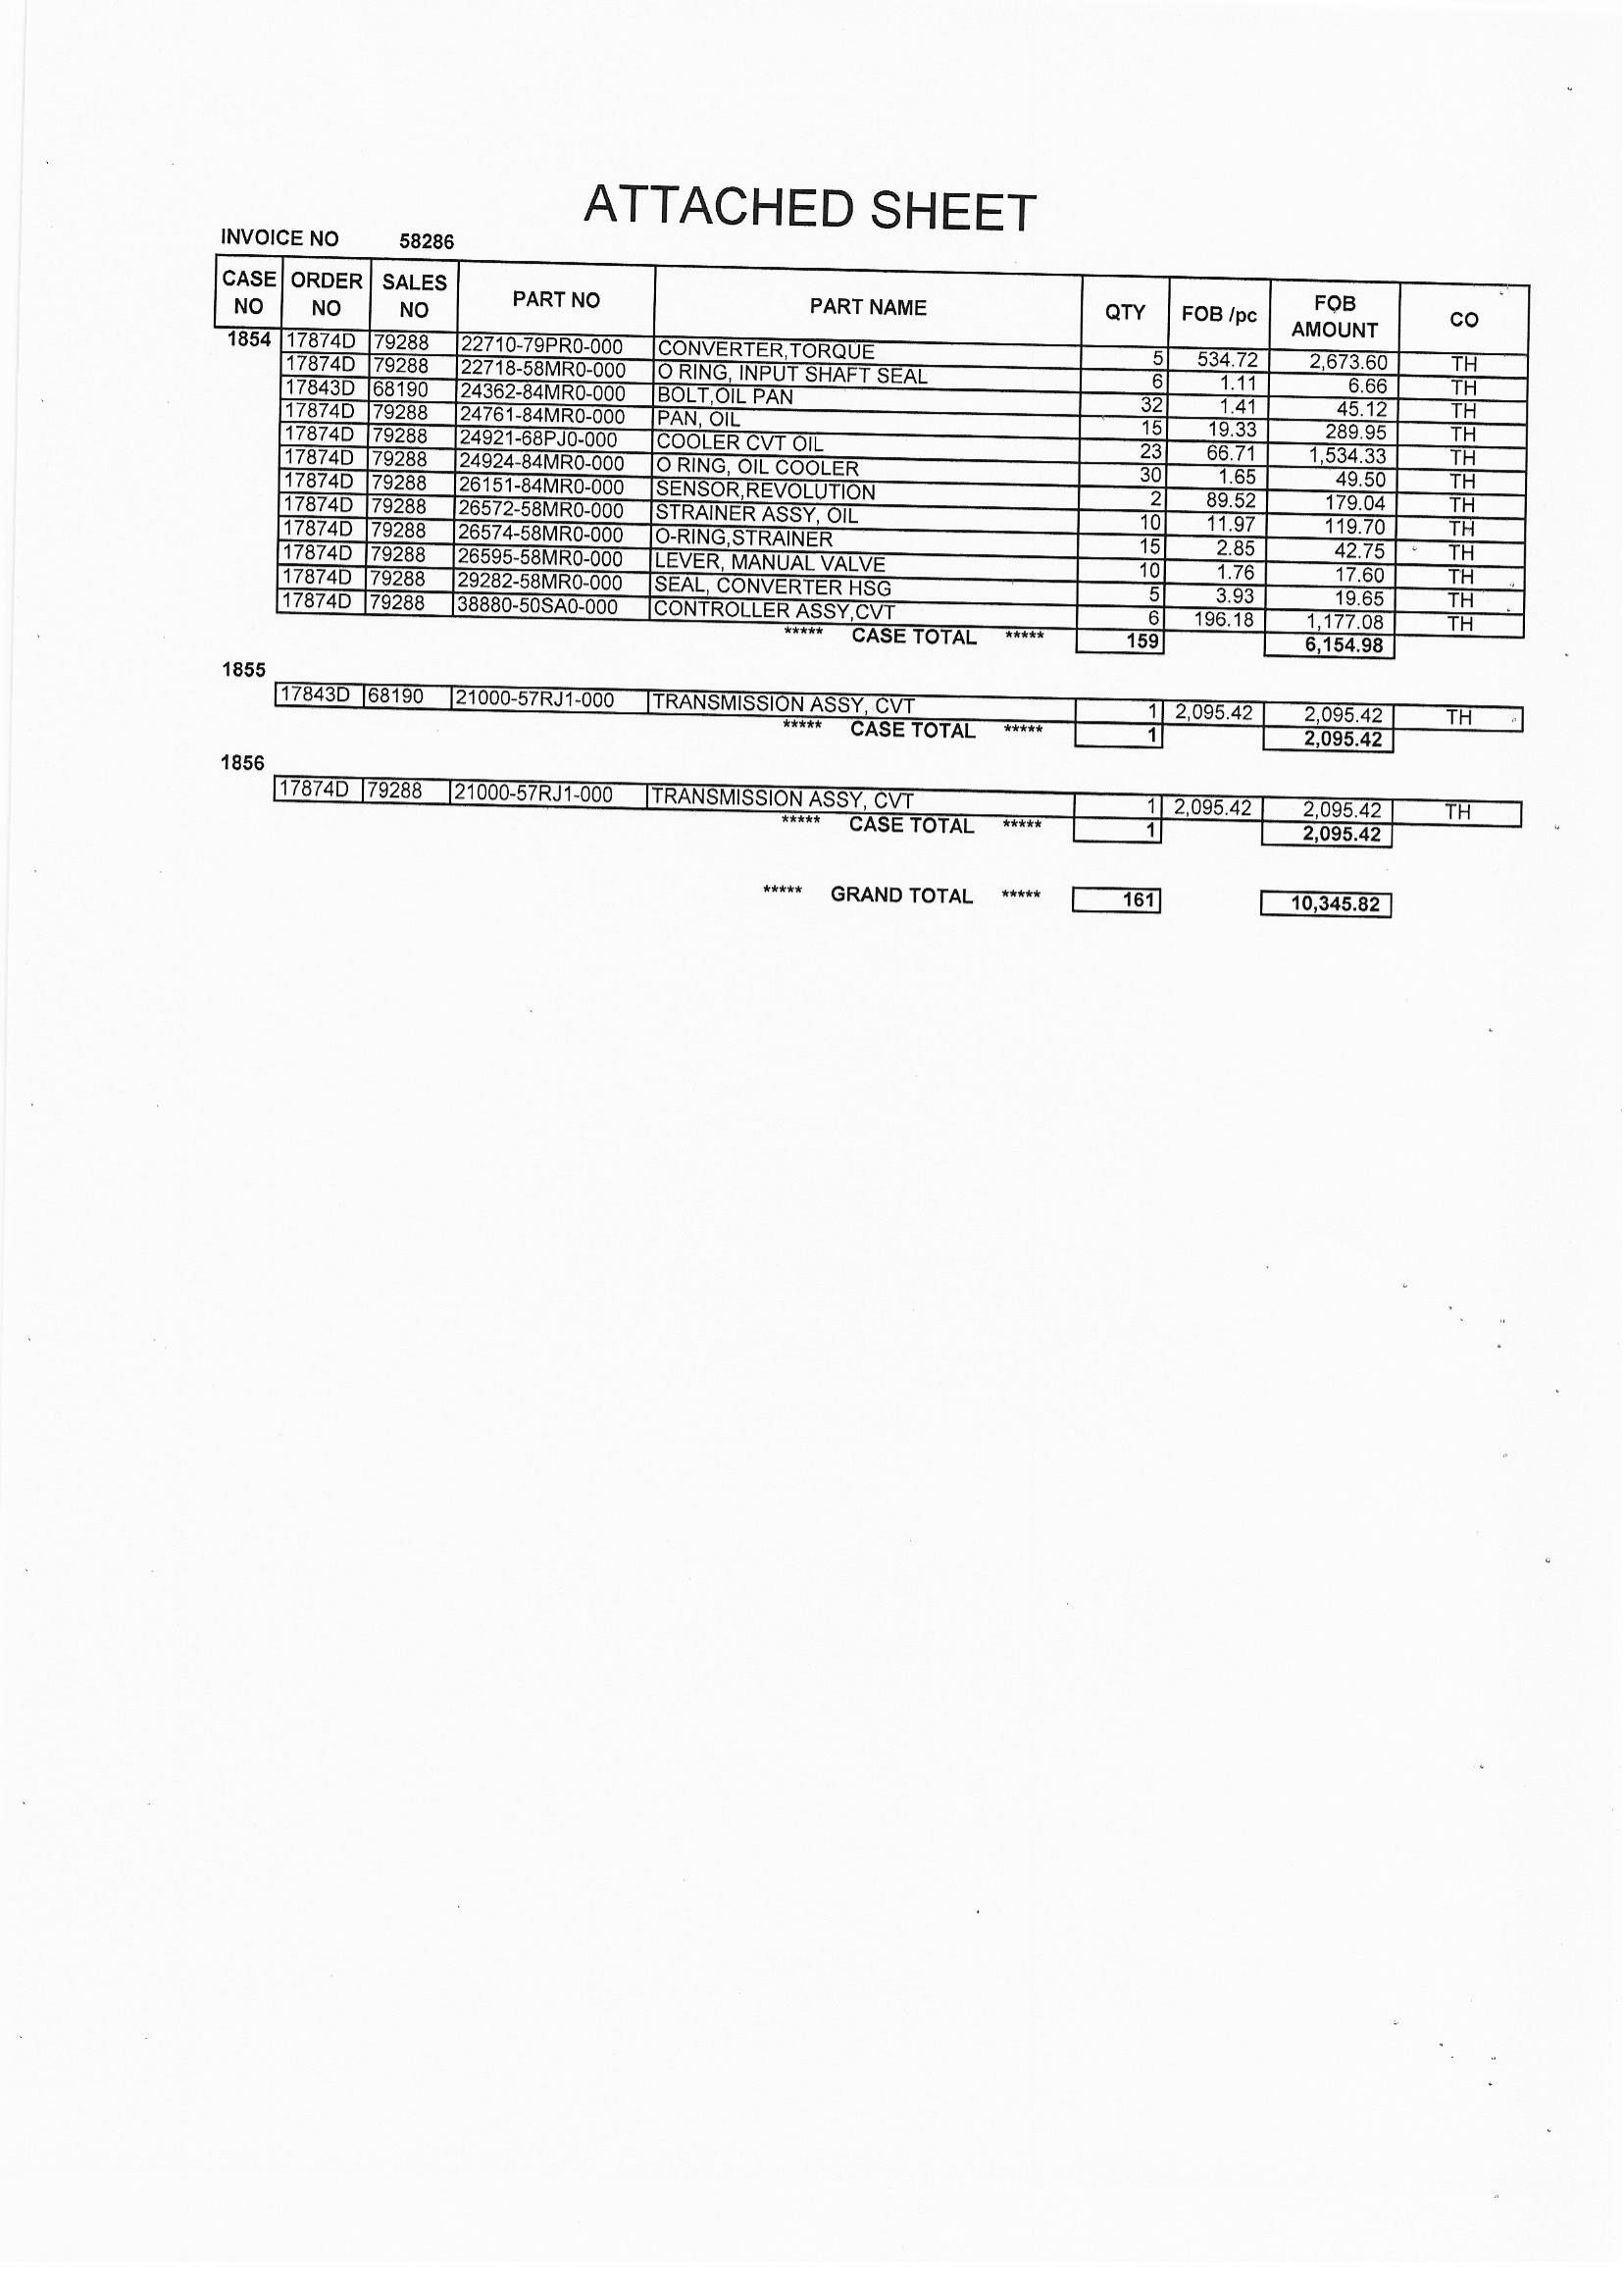 ATTACHED SHEET
INVOICE NO 58286
CASE NO ORDER NO SALES NO PART NO PART NAME QTY FOB /pc FOB AMOUNT CO
1854 17874D 79288 22710-79PR0-000 CONVERTER,TORQUE 5 534.72 2,673.60 TH
17874D 79288 22718-58MR0-000 O RING, INPUT SHAFT SEAL 6 1.11 6.66 TH
17843D 68190 24362-84MR0-000 BOLT,OIL PAN 32 1.41 45.12 TH
17874D 79288 24761-84MR0-000 PAN, OIL 15 19.33 289.95 TH
17874D 79288 24921-68PJ0-000 COOLER CVT OIL 23 66.71 1,534.33 TH
17874D 79288 24924-84MR0-000 O RING, OIL COOLER 30 1.65 49.50 TH
17874D 79288 26151-84MR0-000 SENSOR,REVOLUTION 2 89.52 179.04 TH
17874D 79288 26572-58MR0-000 STRAINER ASSY, OIL 10 11.97 119.70 TH
17874D 79288 26574-58MR0-000 O-RING,STRAINER 15 2.85 42.75 TH
17874D 79288 26595-58MR0-000 LEVER, MANUAL VALVE 10 1.76 17.60 TH
17874D 79288 29282-58MR0-000 SEAL, CONVERTER HSG 5 3.93 19.65 TH
17874D 79288 38880-50SA0-000 CONTROLLER ASSY,CVT 6 196.18 1,177.08 TH
***** CASE TOTAL ***** 159 6,154.98
1855
17843D 68190 21000-57RJ1-000 TRANSMISSION ASSY, CVT 1 2,095.42 2,095.42 TH
***** CASE TOTAL ***** 1 2,095.42
1856
17874D 79288 21000-57RJ1-000 TRANSMISSION ASSY, CVT 1 2,095.42 2,095.42 TH
***** CASE TOTAL ***** 1 2,095.42
***** GRAND TOTAL ***** 161 10,345.82